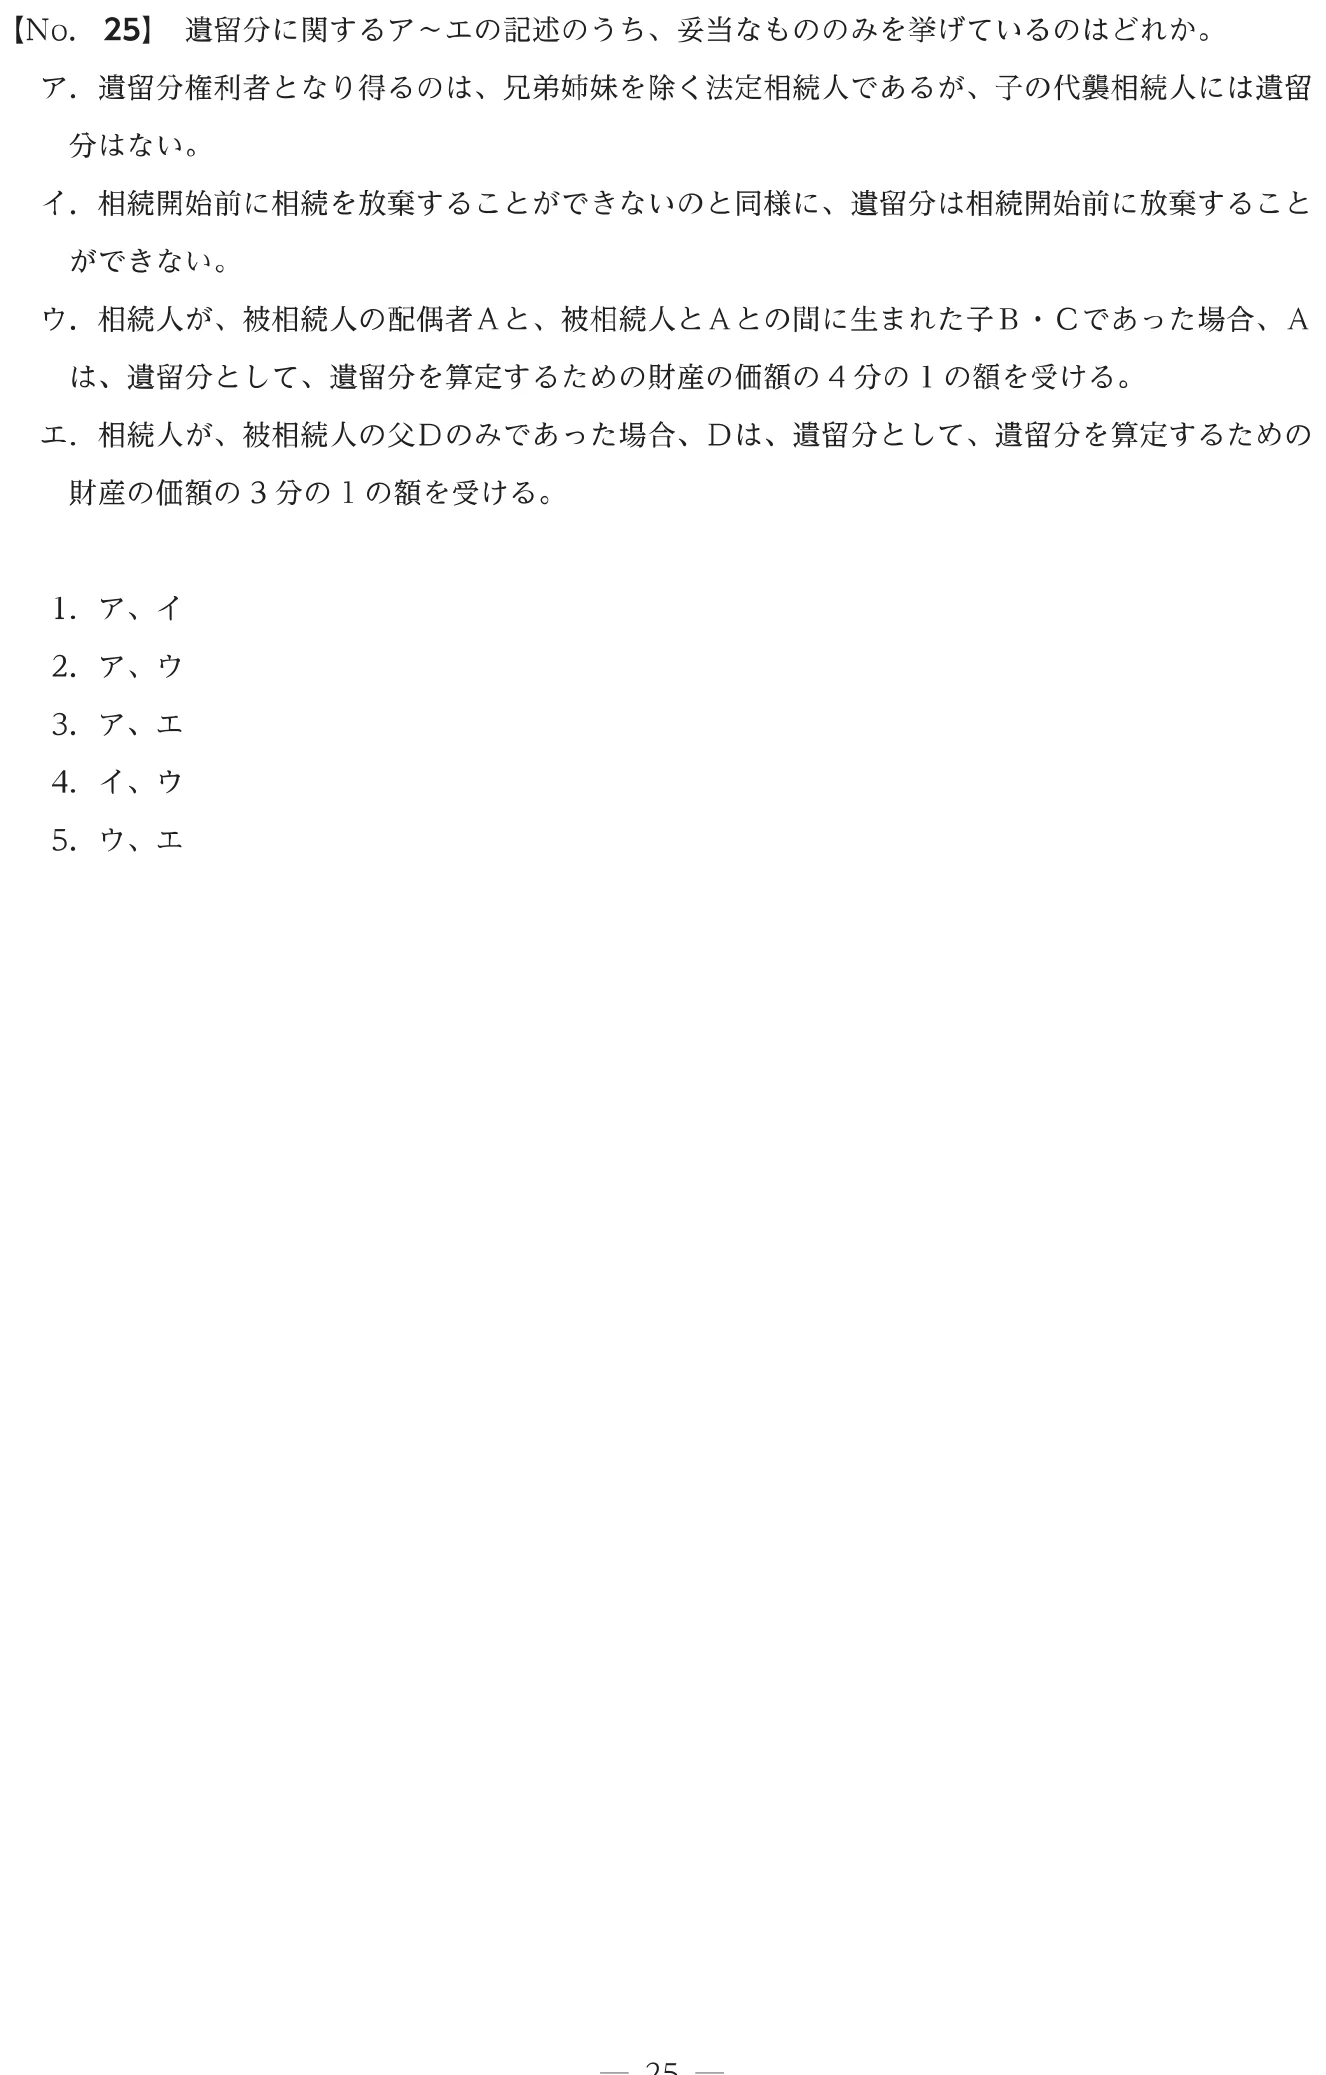 【No. 25】 遺留分に関するア～エの記述のうち、妥当なもののみを挙げているのはどれか。
ア．遺留分権利者となり得るのは、兄弟姉妹を除く法定相続人であるが、子の代襲相続人には遺留
分はない。
イ．相続開始前に相続を放棄することができないのと同様に、遺留分は相続開始前に放棄すること
ができない。
ウ．相続人が、被相続人の配偶者Ａと、被相続人とＡとの間に生まれた子Ｂ・Ｃであった場合、Ａ
は、遺留分として、遺留分を算定するための財産の価額の４分の１の額を受ける。
エ．相続人が、被相続人の父Ｄのみであった場合、Ｄは、遺留分として、遺留分を算定するための
財産の価額の３分の１の額を受ける。
1．ア、イ
2．ア、ウ
3．ア、エ
4．イ、ウ
5．ウ、エ
— 25 —